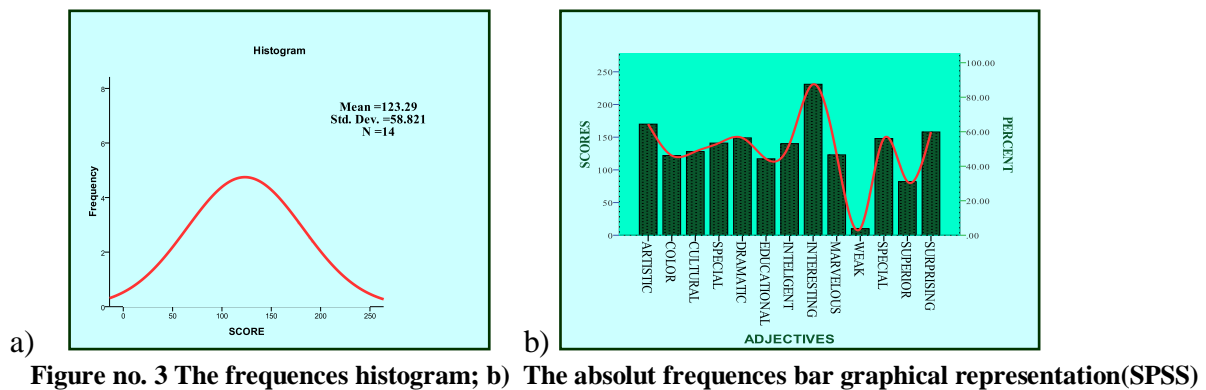 Histogram
Mean =123.29
Std. Dev. =58.821
N =14
Frequency
8
6
4
2
0
0 50 100 150 200 250
SCORE
a)
SCORES
250
200
150
100
50
0
PERCENT
100.00
80.00
60.00
40.00
20.00
.00
ARTISTIC
COLOR
CULTURAL
SPECIAL
DRAMATIC
EDUCATIONAL
INTELIGENT
INTERESTING
MARVELOUS
WEAK
SPECIAL
SUPERIOR
SURPRISING
ADJECTIVES
b)
Figure no. 3 The frequences histogram; b) The absolut frequences bar graphical representation(SPSS)